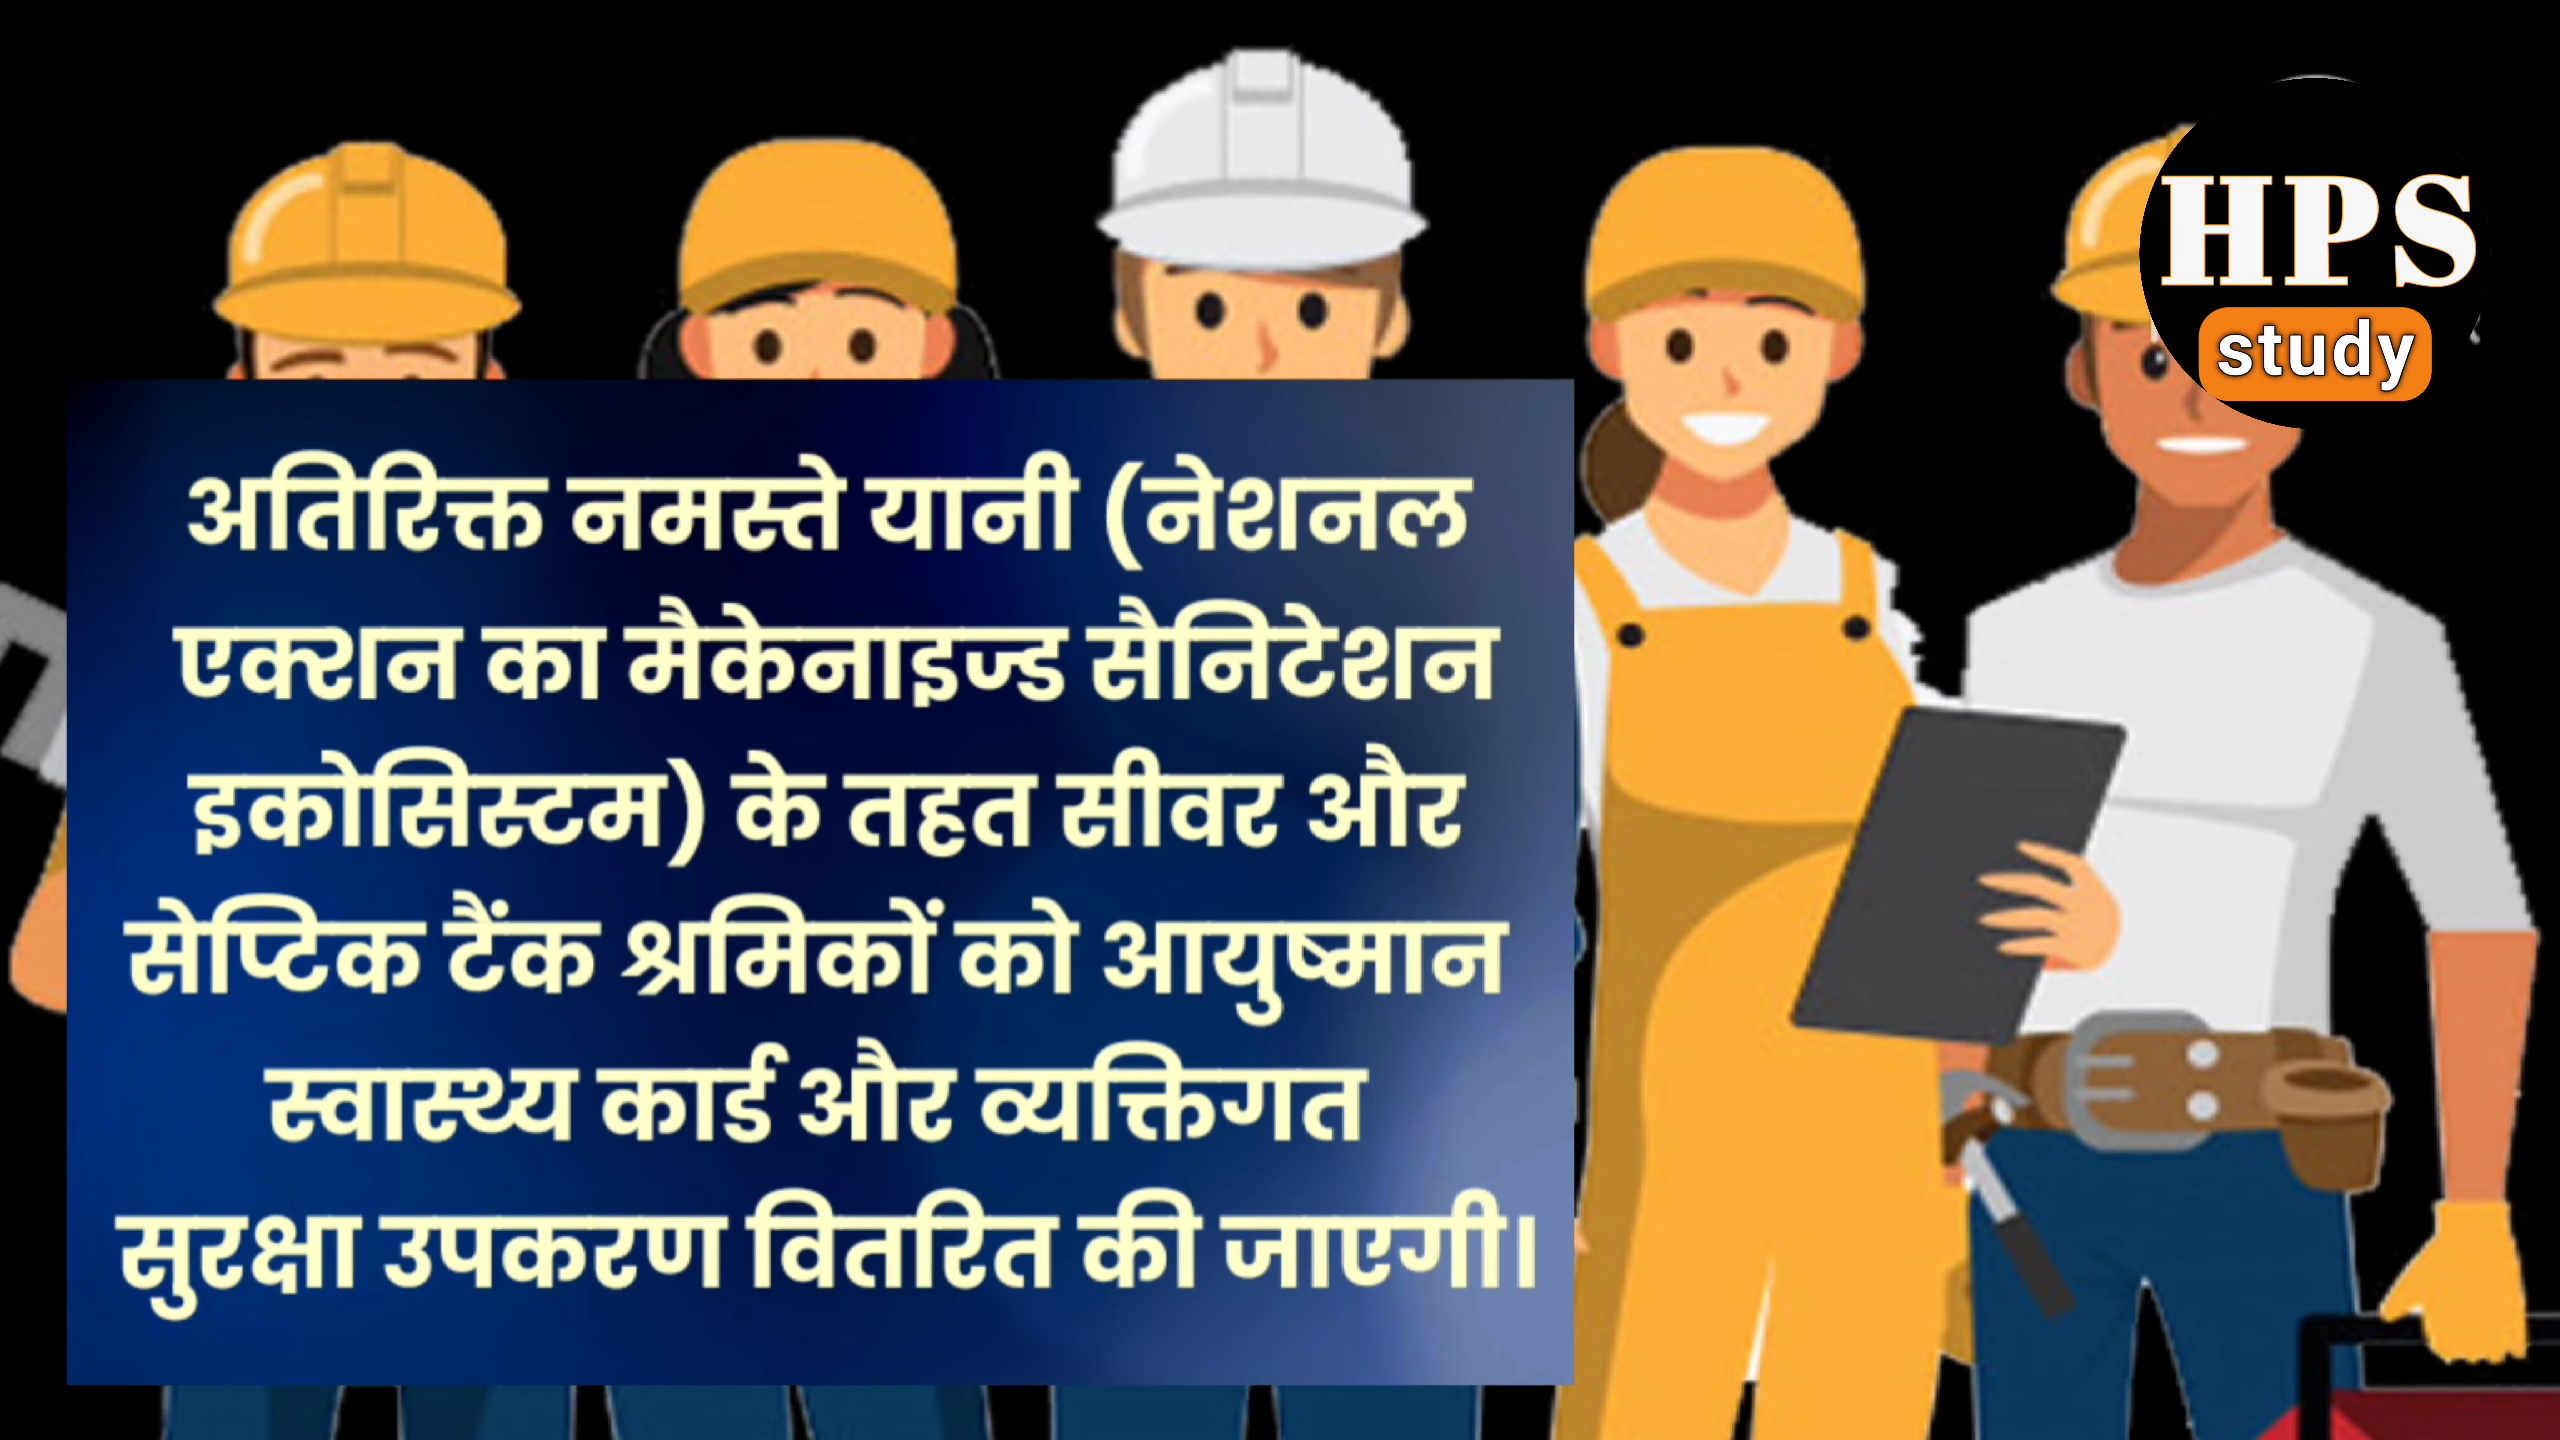 HPS
study
अतिरिक्त नमस्ते यानी (नेशनल
एक्शन का मैकेनाइज्ड सैनिटेशन
इकोसिस्टम) के तहत सीवर और
सेप्टिक टैंक श्रमिकों को आयुष्मान
स्वास्थ्य कार्ड और व्यक्तिगत
सुरक्षा उपकरण वितरित की जाएगी।